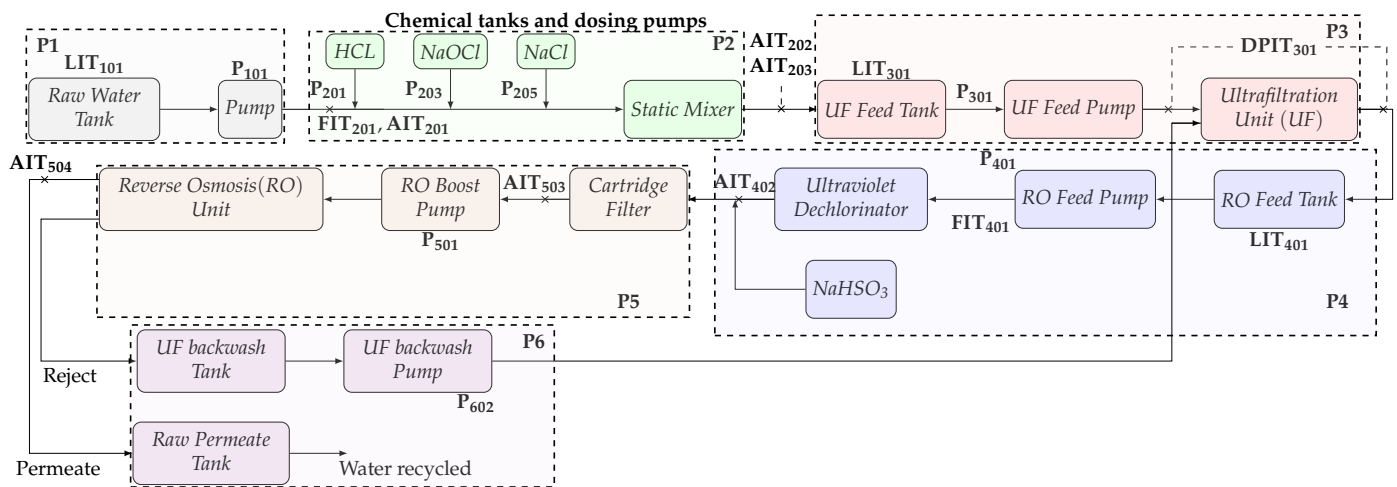 Chemical tanks and dosing pumps
P1
LIT101
Raw Water
Tank
P101
Pump
P2
HCL
NaOCl
NaCl
P201
P203
P205
FIT201, AIT201
Static Mixer
AIT202
AIT203
P3
DPIT301
LIT301
UF Feed Tank
P301
UF Feed Pump
Ultrafiltration
Unit (UF)
AIT504
Reverse Osmosis(RO)
Unit
RO Boost
Pump
P501
AIT503
Cartridge
Filter
P5
AIT402
Ultraviolet
Dechlorinator
P401
RO Feed Pump
FIT401
RO Feed Tank
LIT401
NaHSO3
P4
P6
UF backwash
Tank
UF backwash
Pump
Reject
P602
Raw Permeate
Tank
Permeate
Water recycled